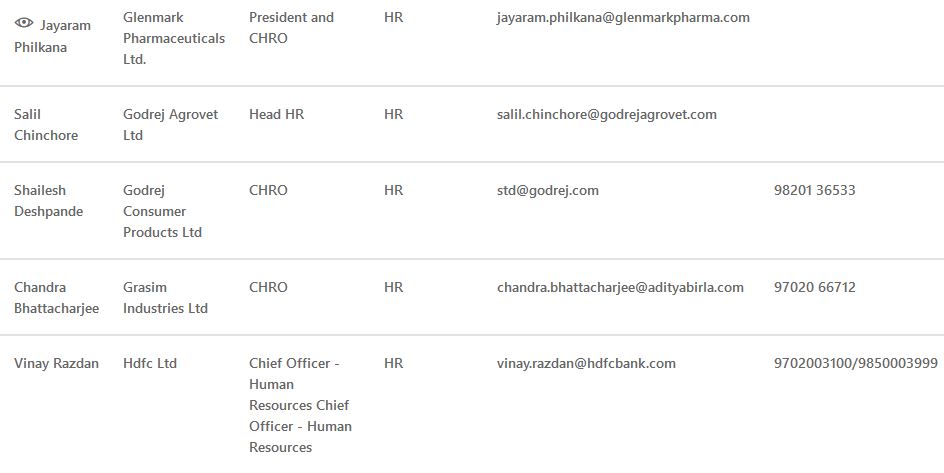 Jayaram Philkana
Glenmark Pharmaceuticals Ltd.
President and CHRO
HR
jayaram.philkana@glenmarkpharma.com
Salil Chinchore
Godrej Agrovet Ltd
Head HR
HR
salil.chinchore@godrejagrovet.com
Shailesh Deshpande
Godrej Consumer Products Ltd
CHRO
HR
std@godrej.com
98201 36533
Chandra Bhattacharjee
Grasim Industries Ltd
CHRO
HR
chandra.bhattacharjee@adityabirla.com
97020 66712
Vinay Razdan
Hdfc Ltd
Chief Officer - Human Resources Chief Officer - Human Resources
HR
vinay.razdan@hdfcbank.com
9702003100/9850003999